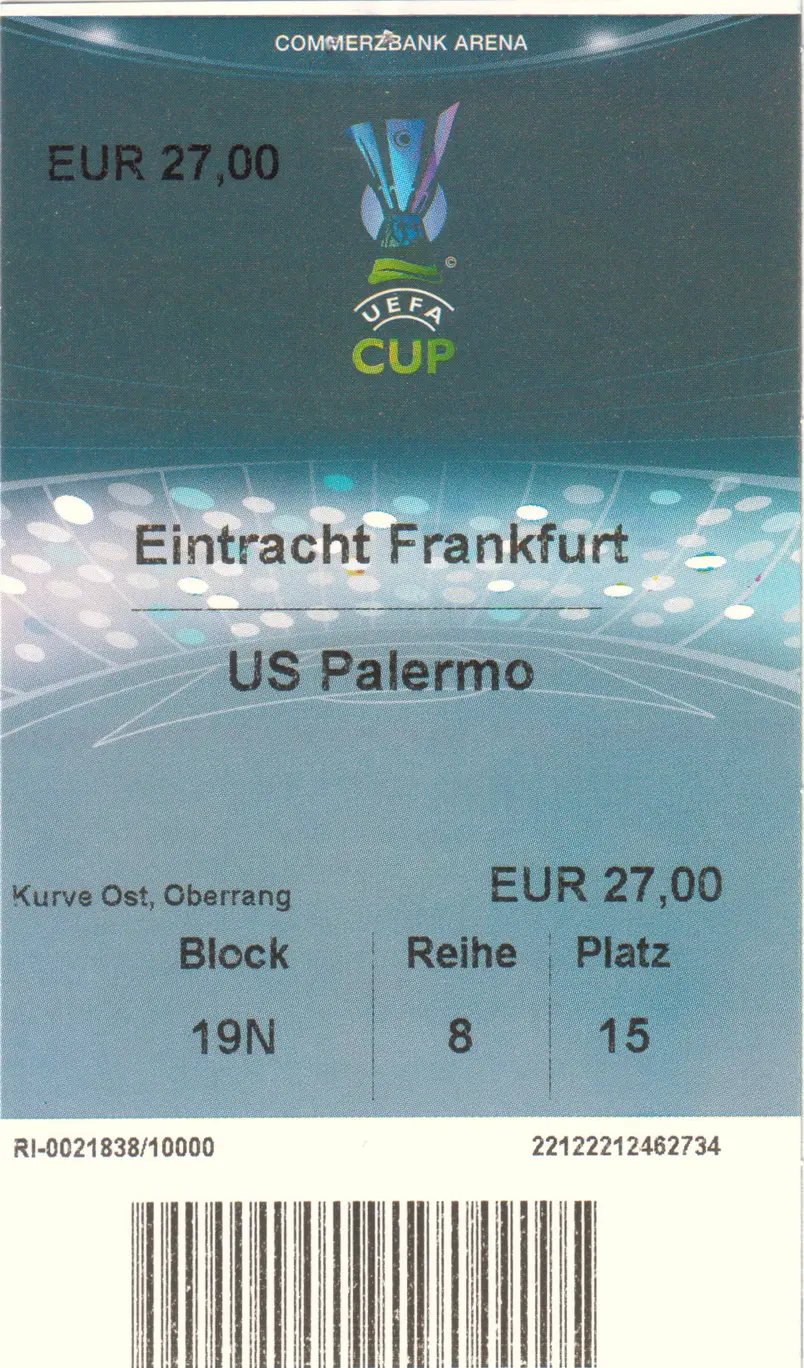 COMMERZBANK ARENA
EUR 27,00
©
UEFA
CUP
Eintracht Frankfurt
US Palermo
EUR 27,00
Kurve Ost, Oberrang
Block Reihe Platz
19N 8 15
RI-0021838/10000 22122212462734